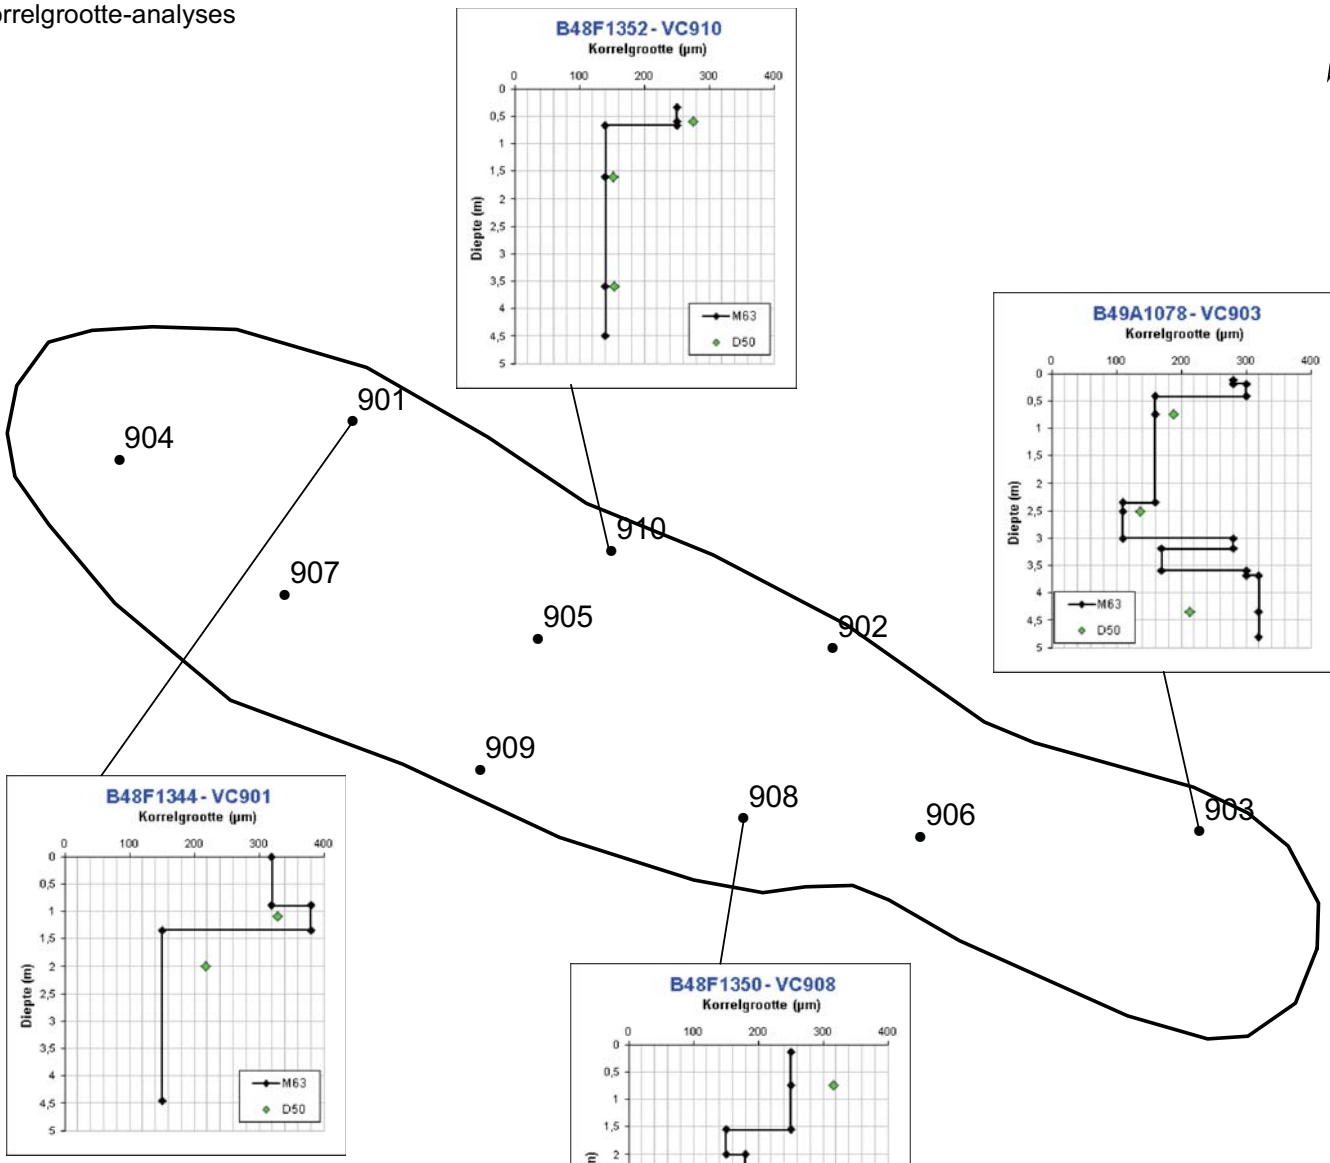 orrelgrootte-analyses
B48F1352 - VC910
Korrelgrootte (µm)
0 100 200 300 400
0
0,5
1
1,5
2
2,5
3
3,5
4
4,5
5
Diepte (m)
M63
D50
B49A1078 - VC903
Korrelgrootte (µm)
0 100 200 300 400
0
0,5
1
1,5
2
2,5
3
3,5
4
4,5
5
Diepte (m)
M63
D50
901
904
910
907
905
902
909
908
906
903
B48F1344 - VC901
Korrelgrootte (µm)
0 100 200 300 400
0
0,5
1
1,5
2
2,5
3
3,5
4
4,5
5
Diepte (m)
M63
D50
B48F1350 - VC908
Korrelgrootte (µm)
0 100 200 300 400
0
0,5
1
1,5
2